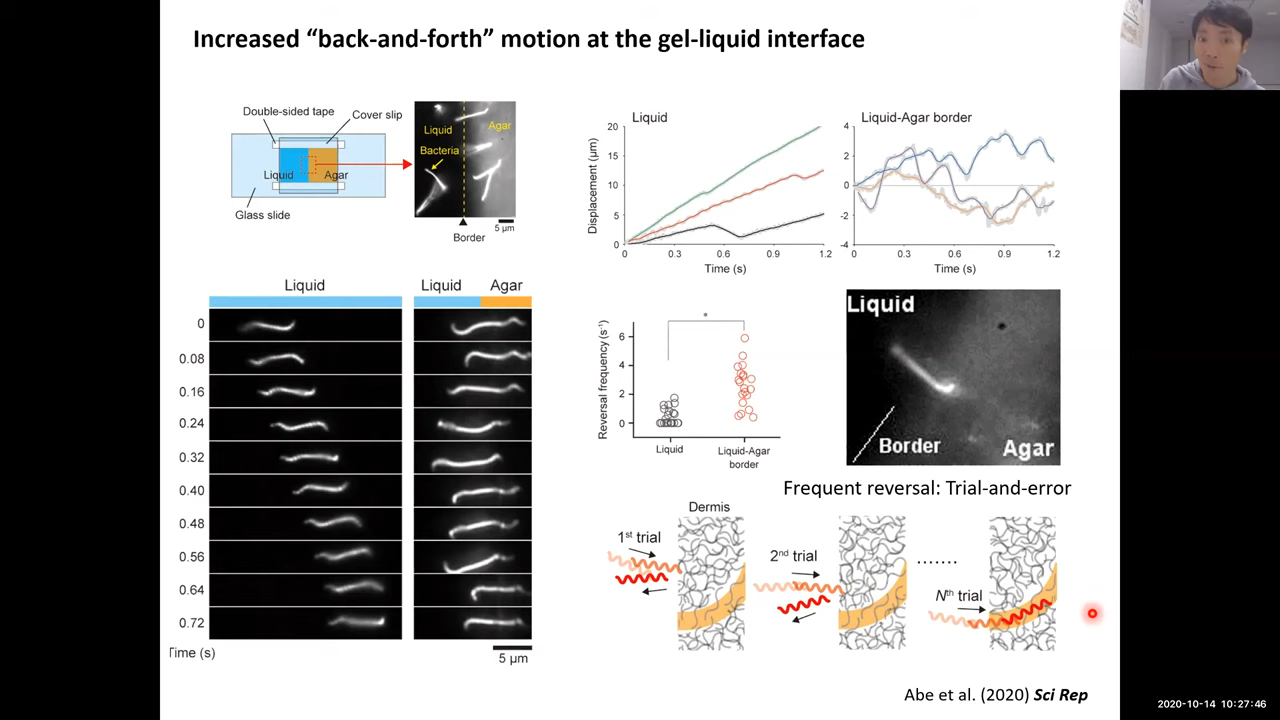 Increased “back-and-forth” motion at the gel-liquid interface
Double-sided tape
Cover slip
Liquid
Agar
Glass slide
Liquid
Agar
Bacteria
5 µm
Border
Liquid
Displacement (µm)
20
15
10
5
0
0
0.3
0.6
0.9
1.2
Time (s)
Liquid-Agar border
4
2
0
-2
-4
0
0.3
0.6
0.9
1.2
Time (s)
Liquid
Liquid
Agar
0
0.08
0.16
0.24
0.32
0.40
0.48
0.56
0.64
0.72
Time (s)
5 µm
Reversal frequency (s⁻¹)
6
4
2
0
*
Liquid
Liquid-Agar
border
Liquid
Border
Agar
Frequent reversal: Trial-and-error
Dermis
1st trial
2nd trial
.......
Nth trial
Abe et al. (2020) Sci Rep
2020-10-14 10:27:46